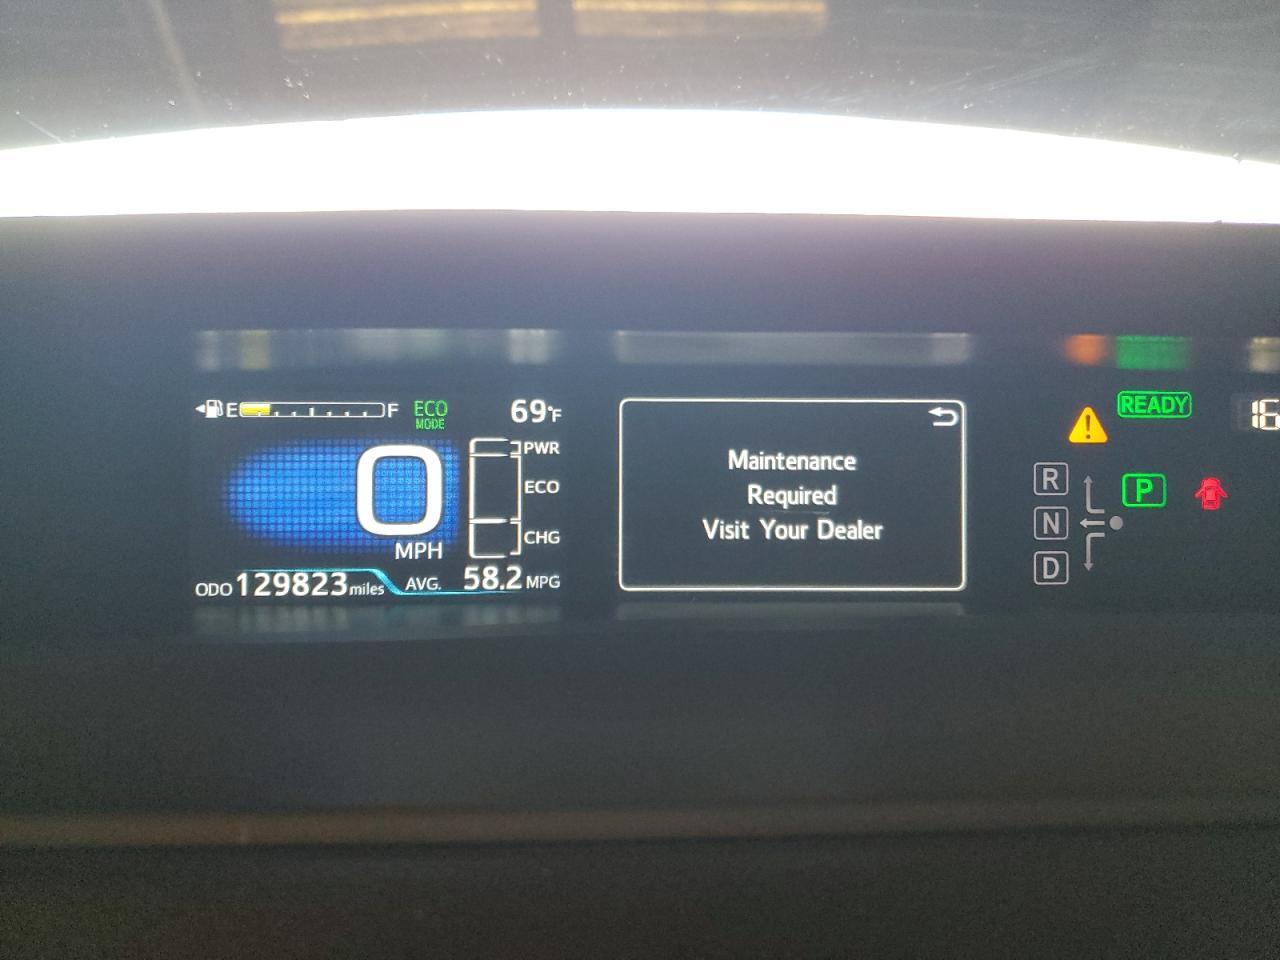 E F ECO MODE 69°F
0 MPH
PWR
ECO
CHG
ODO 129823 miles AVG. 58.2 MPG
Maintenance
Required
Visit Your Dealer
READY
R
N
D
P
16